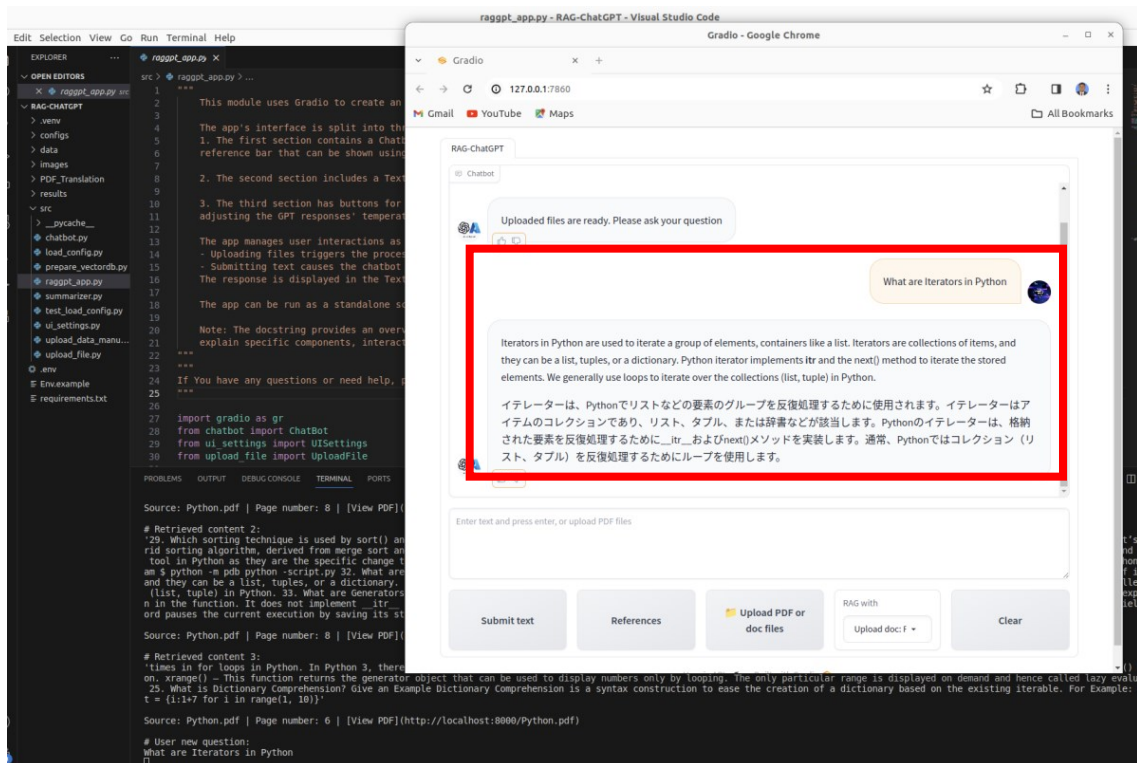 raggpt_app.py - RAG-ChatGPT - Visual Studio Code
Edit Selection View Go Run Terminal Help
EXPLORER
OPEN EDITORS
raggpt_app.py src
RAG-CHATGPT
.venv
configs
data
images
PDF_Translation
results
src
__pycache__
chatbot.py
load_config.py
prepare_vectordb.py
raggpt_app.py
summarizer.py
test_load_config.py
ui_settings.py
upload_data_manu...
upload_file.py
.env
Env.example
requirements.txt
raggpt_app.py
src > raggpt_app.py > ...
1 """
2 This module uses Gradio to create an
3
4 The app's interface is split into
5 1. The first section contains a
6 reference bar that can be shown using
7
8 2. The second section includes a
9
10 3. The third section has buttons for
11 adjusting the GPT responses'
12
13 The app manages user interactions as
14 - Uploading files triggers the
15 - Submitting text causes the chatbot
16 The response is displayed in the
17
18 The app can be run as a standalone
19
20 Note: The docstring provides an
21 explain specific components,
22 """
23 """
24 If You have any questions or need help,
25 """
26
27 import gradio as gr
28 from chatbot import ChatBot
29 from ui_settings import UISettings
30 from upload_file import UploadFile
PROBLEMS OUTPUT DEBUG CONSOLE TERMINAL PORTS
Source: Python.pdf | Page number: 8 | [View PDF](
# Retrieved content 2:
'29. Which sorting technique is used by sort()
rid sorting algorithm, derived from merge sort
tool in Python as they are the specific change
am $ python -m pdb python -script.py 32. What are
and they can be a list, tuples, or a dictionary.
(list, tuple) in Python. 33. What are Generators
n in the function. It does not implement __itr__
ord pauses the current execution by saving its
Source: Python.pdf | Page number: 8 | [View PDF](
# Retrieved content 3:
'times in for loops in Python. In Python 3, there
on. xrange() – This function returns the generator object that can be used to display numbers only by looping. The only particular range is displayed on demand and hence called lazy
25. What is Dictionary Comprehension? Give an Example Dictionary Comprehension is a syntax construction to ease the creation of a dictionary based on the existing iterable. For Example:
t = {i:1+7 for i in range(1, 10)}'
Source: Python.pdf | Page number: 6 | [View PDF](http://localhost:8000/Python.pdf)
# User new question:
What are Iterators in Python
Gradio - Google Chrome
Gradio
127.0.0.1:7860
Gmail YouTube Maps All Bookmarks
RAG-ChatGPT
Chatbot
Uploaded files are ready. Please ask your question
What are Iterators in Python
Iterators in Python are used to iterate a group of elements, containers like a list. Iterators are collections of items, and
they can be a list, tuples, or a dictionary. Python iterator implements itr and the next() method to iterate the stored
elements. We generally use loops to iterate over the collections (list, tuple) in Python.
イテレーターは、Pythonでリストなどの要素のグループを反復処理するために使用されます。イテレーターはア
イテムのコレクションであり、リスト、タプル、または辞書などが該当します。Pythonのイテレーターは、格納
された要素を反復処理するために__itr__およびnext()メソッドを実装します。通常、Pythonではコレクション（リ
スト、タプル）を反復処理するためにループを使用します。
Enter text and press enter, or upload PDF files
Submit text
References
Upload PDF or
doc files
RAG with
Upload doc: F
Clear